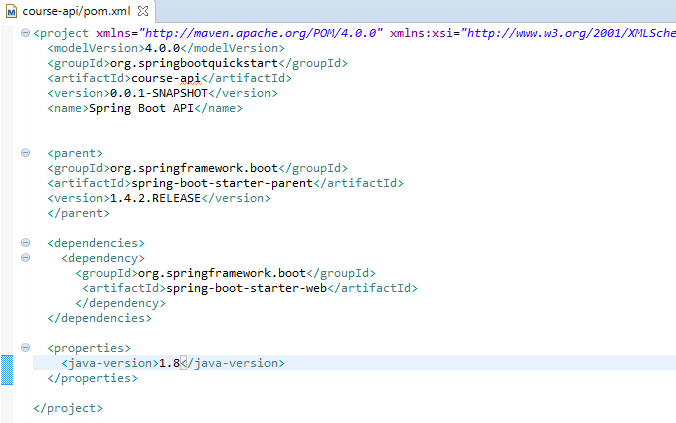 course-api/pom.xml
<project xmlns="http://maven.apache.org/POM/4.0.0" xmlns:xsi="http://www.w3.org/2001/XMLSche
<modelVersion>4.0.0</modelVersion>
<groupId>org.springbootquickstart</groupId>
<artifactId>course-api</artifactId>
<version>0.0.1-SNAPSHOT</version>
<name>Spring Boot API</name>
<parent>
<groupId>org.springframework.boot</groupId>
<artifactId>spring-boot-starter-parent</artifactId>
<version>1.4.2.RELEASE</version>
</parent>
<dependencies>
<dependency>
<groupId>org.springframework.boot</groupId>
<artifactId>spring-boot-starter-web</artifactId>
</dependency>
</dependencies>
<properties>
<java-version>1.8</java-version>
</properties>
</project>